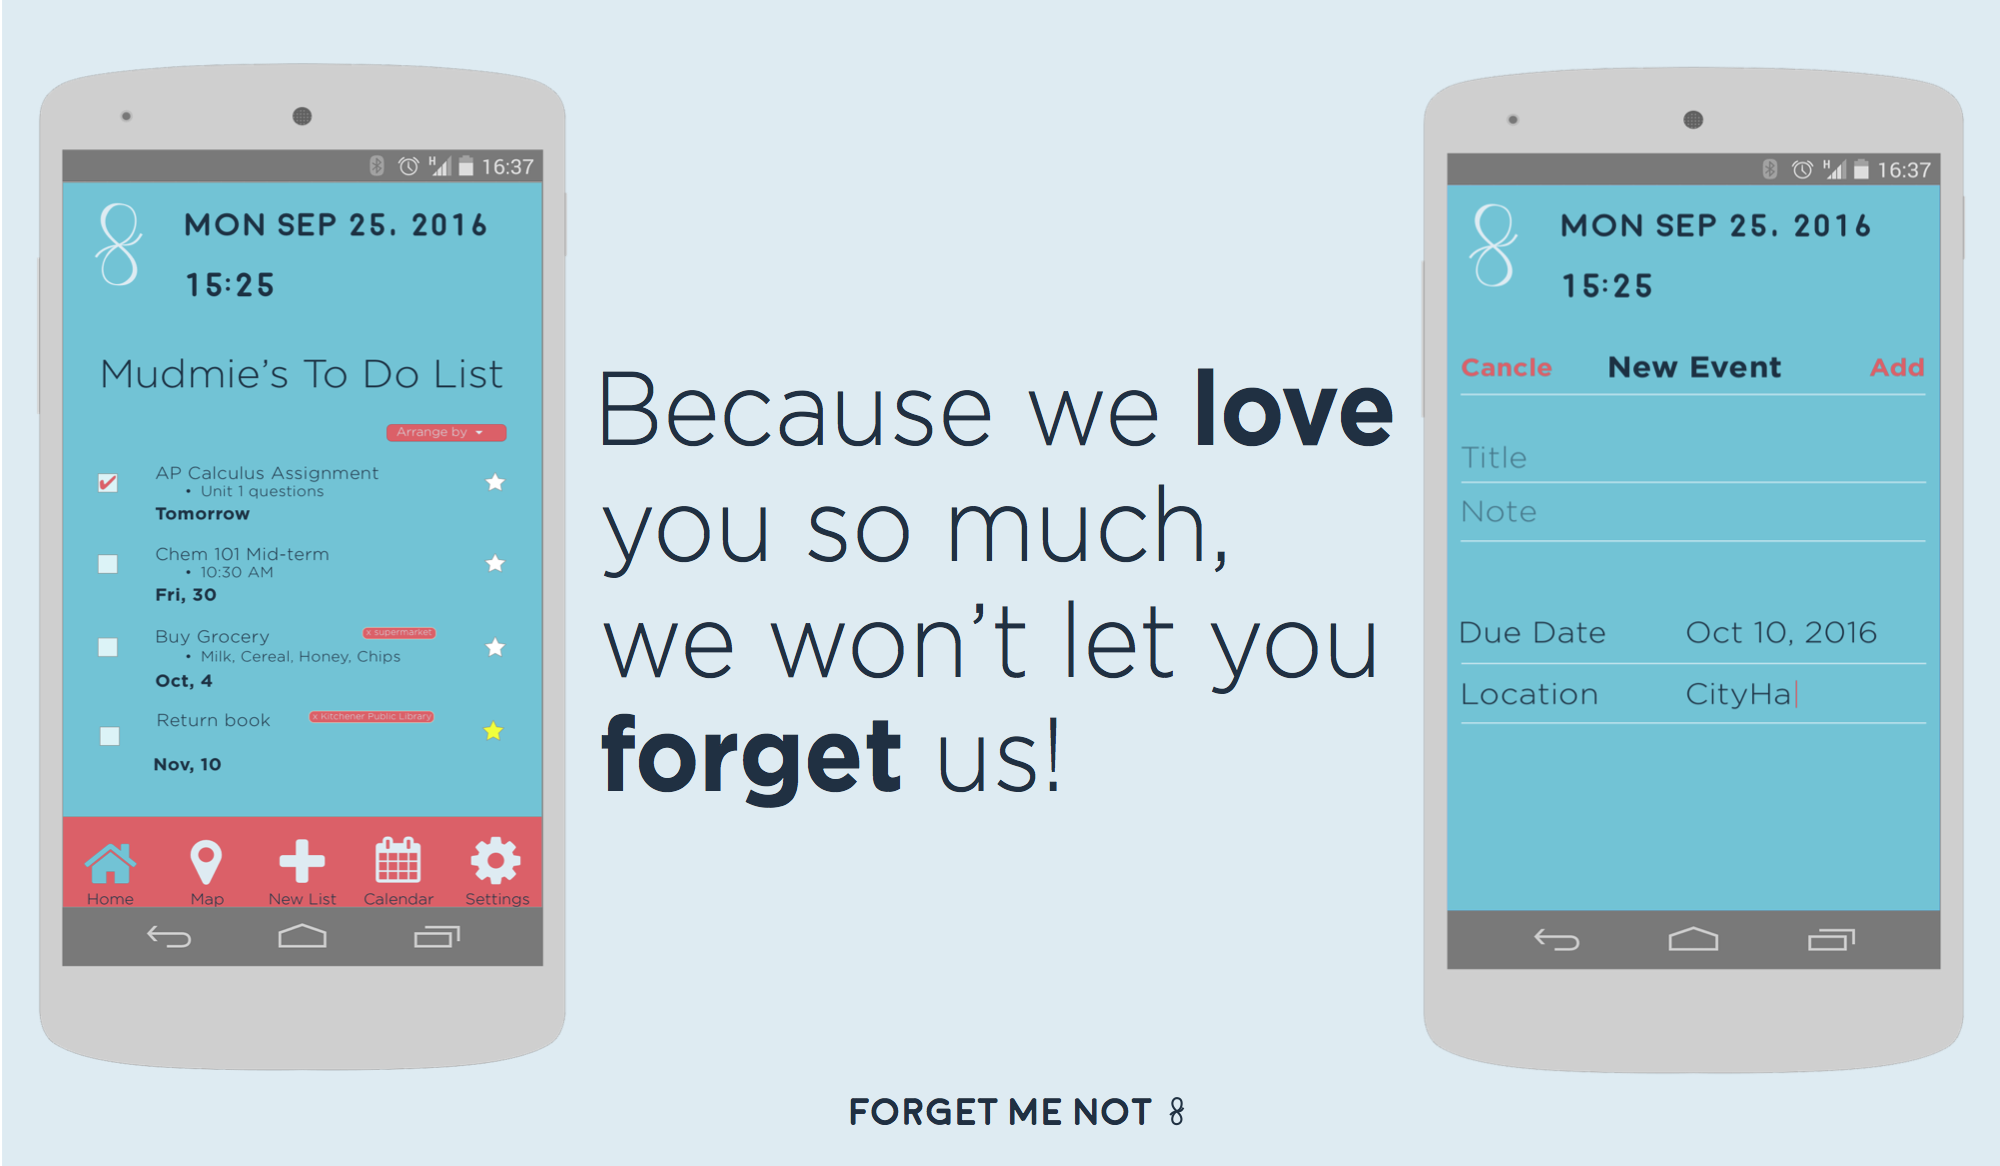 16:37
MON SEP 25. 2016
15:25
Mudmie's To Do List
Arrange by
AP Calculus Assignment
• Unit 1 questions
Tomorrow
Chem 101 Mid-term
• 10:30 AM
Fri, 30
Buy Grocery x supermarket
• Milk, Cereal, Honey, Chips
Oct, 4
Return book x Kitchener Public Library
Nov, 10
Home Map New List Calendar Settings
Because we love
you so much,
we won't let you
forget us!
16:37
MON SEP 25. 2016
15:25
Cancle New Event Add
Title
Note
Due Date Oct 10, 2016
Location CityHa
FORGET ME NOT 8